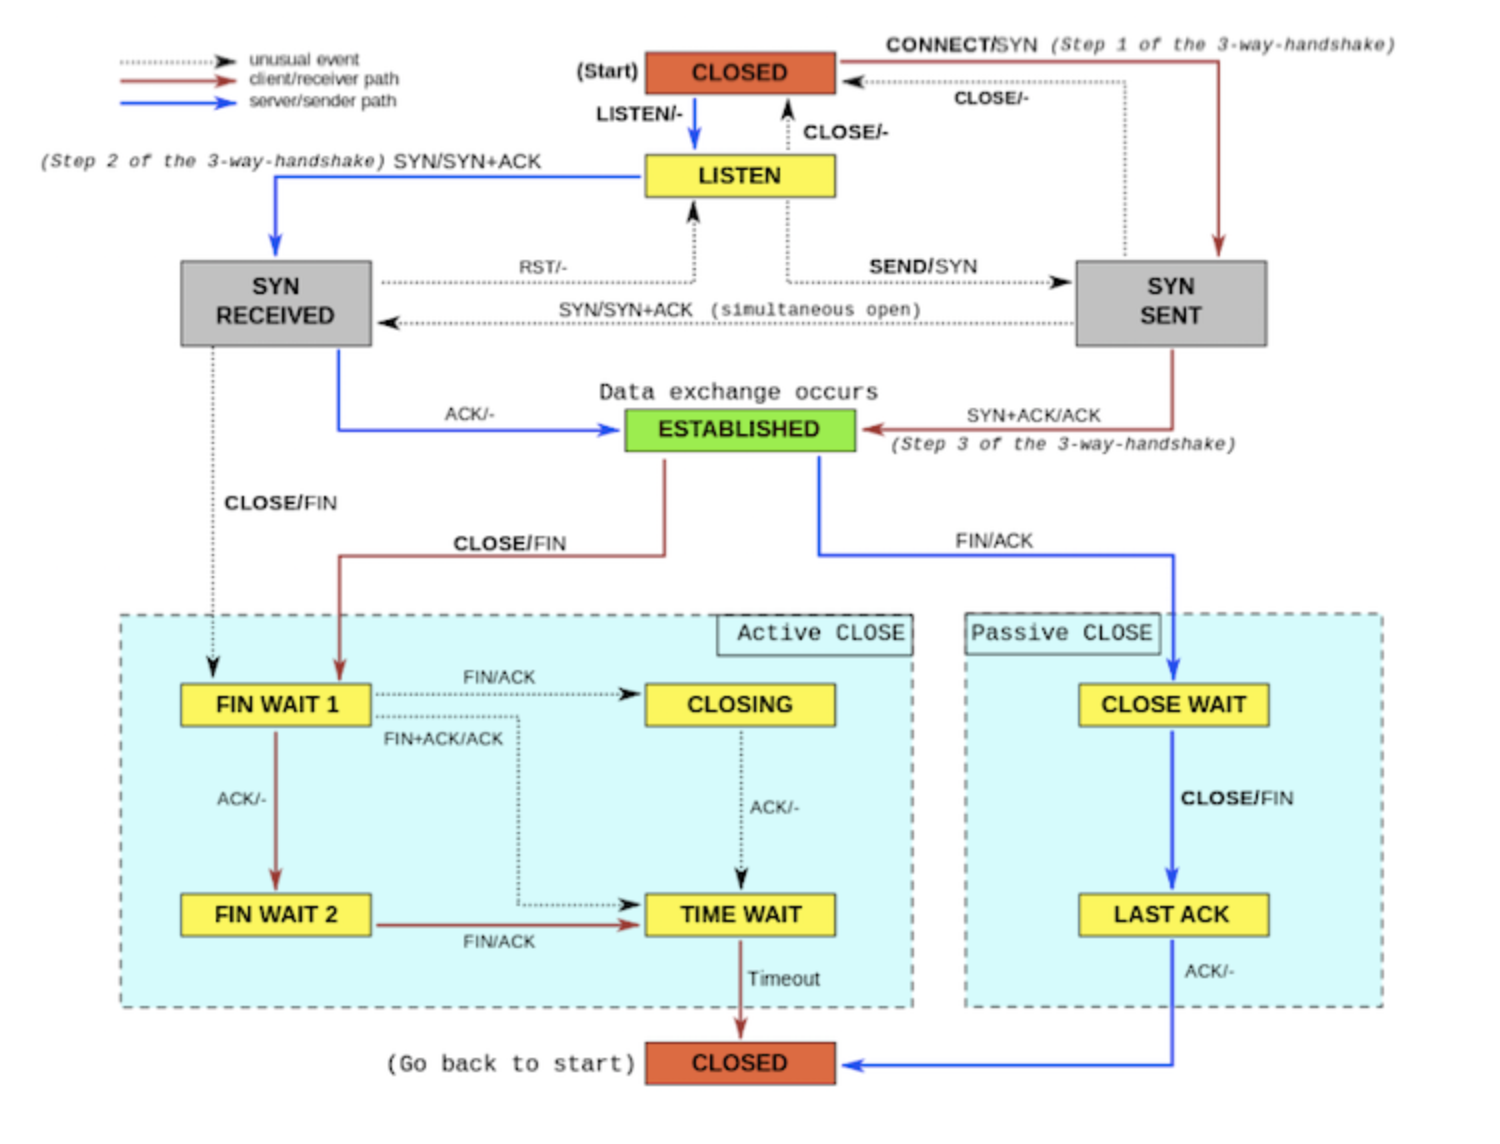 CONNECT/SYN (Step 1 of the 3-way-handshake)
unusual event
client/receiver path
server/sender path
(Start)
CLOSED
CLOSE/-
LISTEN/-
CLOSE/-
(Step 2 of the 3-way-handshake) SYN/SYN+ACK
LISTEN
RST/-
SEND/SYN
SYN
RECEIVED
SYN
SENT
SYN/SYN+ACK (simultaneous open)
Data exchange occurs
ACK/-
ESTABLISHED
SYN+ACK/ACK
(Step 3 of the 3-way-handshake)
CLOSE/FIN
CLOSE/FIN
FIN/ACK
Active CLOSE
Passive CLOSE
FIN WAIT 1
FIN/ACK
CLOSING
CLOSE WAIT
FIN+ACK/ACK
ACK/-
ACK/-
CLOSE/FIN
FIN WAIT 2
TIME WAIT
LAST ACK
FIN/ACK
Timeout
ACK/-
(Go back to start)
CLOSED